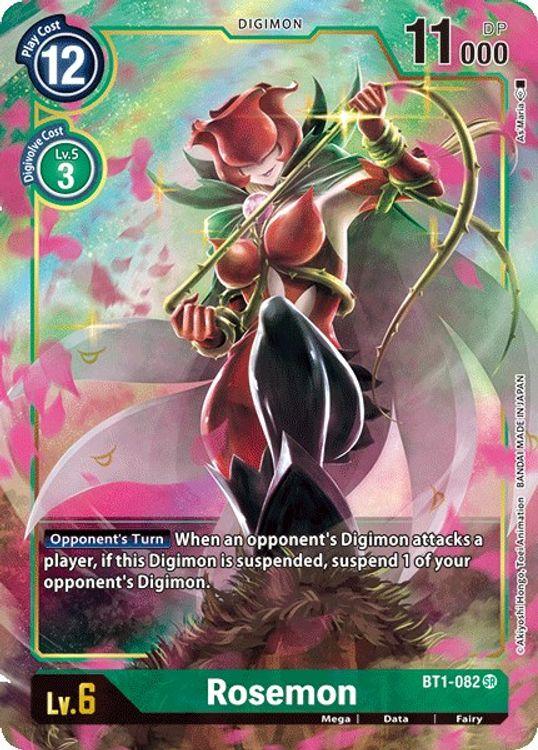 Play Cost
12
DIGIMON
11000
DP
Digivolve Cost
Lv.5
3
As'Maria
©Akiyoshi Hongo, Toei Animation BANDAI MADE IN JAPAN
Opponent's Turn When an opponent's Digimon attacks a
player, if this Digimon is suspended, suspend 1 of your
opponent's Digimon.
BT1-082 SR
Lv.6
Rosemon
Mega | Data | Fairy